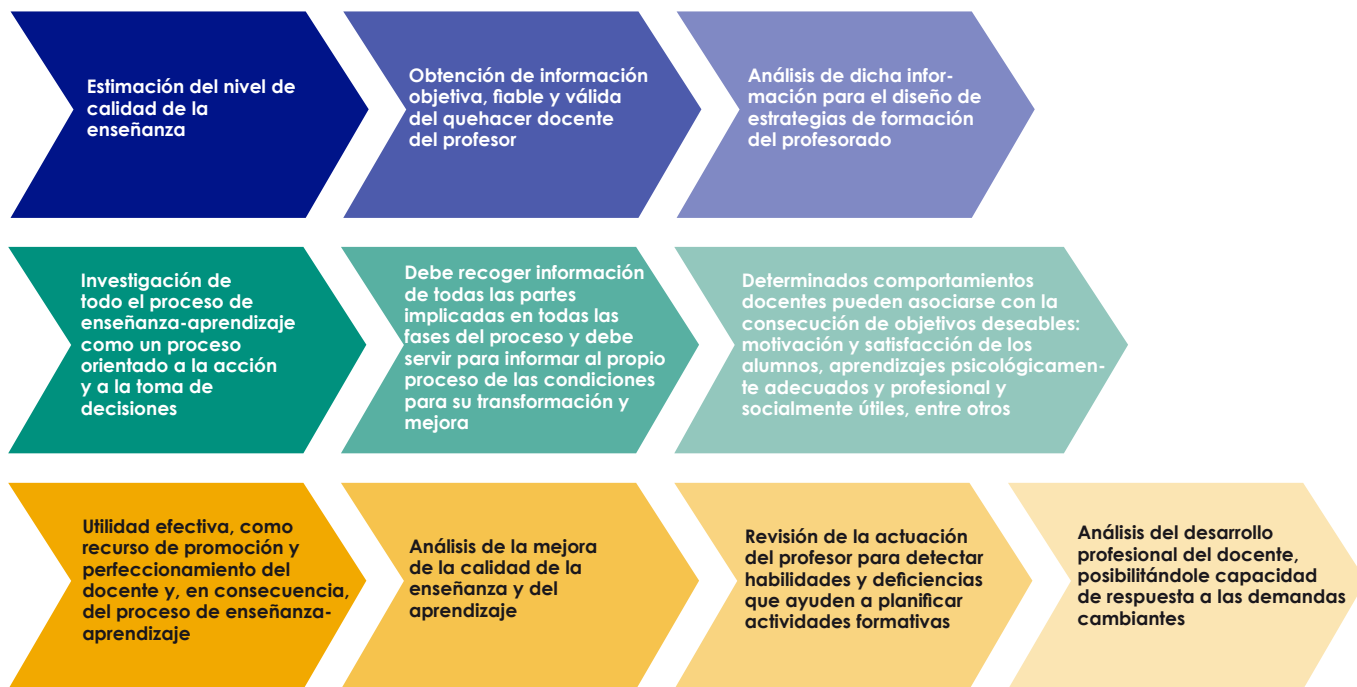 Estimación del nivel de
calidad de la
enseñanza
Obtención de información
objetiva, fiable y válida
del quehacer docente
del profesor
Análisis de dicha infor-
mación para el diseño de
estrategias de formación
del profesorado
Investigación de
todo el proceso de
enseñanza-aprendizaje
como un proceso
orientado a la acción
y a la toma de
decisiones
Debe recoger información
de todas las partes
implicadas en todas las
fases del proceso y debe
servir para informar al propio
proceso de las condiciones
para su transformación y
mejora
Determinados comportamientos
docentes pueden asociarse con la
consecución de objetivos deseables:
motivación y satisfacción de los
alumnos, aprendizajes psicológicamen-
te adecuados y profesional y
socialmente útiles, entre otros
Utilidad efectiva, como
recurso de promoción y
perfeccionamiento del
docente y, en consecuencia,
del proceso de enseñanza-
aprendizaje
Análisis de la mejora
de la calidad de la
enseñanza y del
aprendizaje
Revisión de la actuación
del profesor para detectar
habilidades y deficiencias
que ayuden a planificar
actividades formativas
Análisis del desarrollo
profesional del docente,
posibilitándole capacidad
de respuesta a las demandas
cambiantes